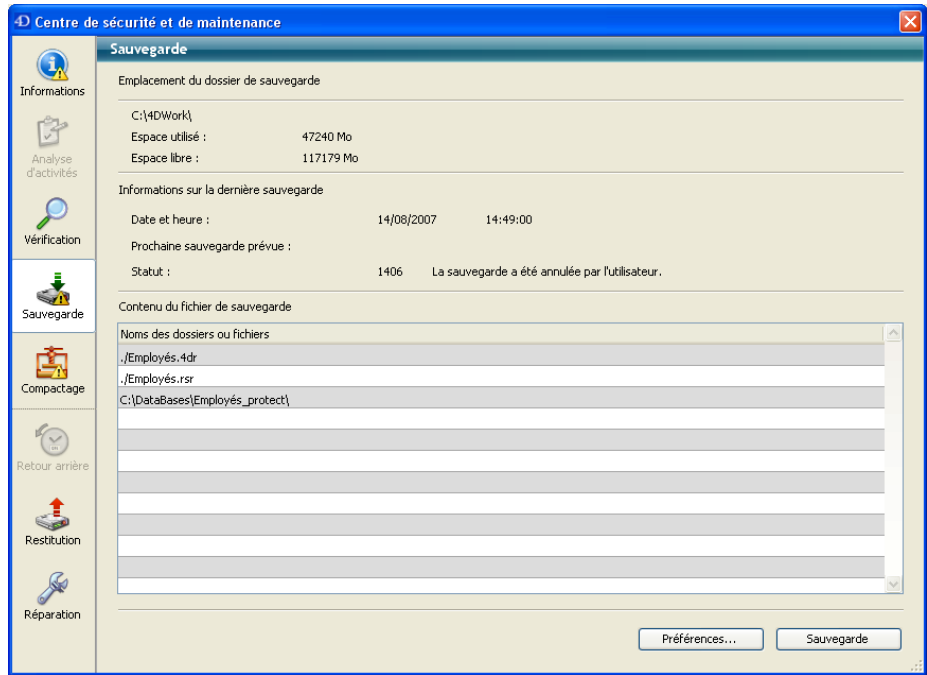 4D Centre de sécurité et de maintenance
Informations
Analyse
d'activités
Vérification
Sauvegarde
Compactage
Retour arrière
Restitution
Réparation
Sauvegarde
Emplacement du dossier de sauvegarde
C:\4DWork\
Espace utilisé : 47240 Mo
Espace libre : 117179 Mo
Informations sur la dernière sauvegarde
Date et heure : 14/08/2007 14:49:00
Prochaine sauvegarde prévue :
Statut : 1406 La sauvegarde a été annulée par l'utilisateur.
Contenu du fichier de sauvegarde
Noms des dossiers ou fichiers
./Employés.4dr
./Employés.rsr
C:\DataBases\Employés_protect\
Préférences... Sauvegarde